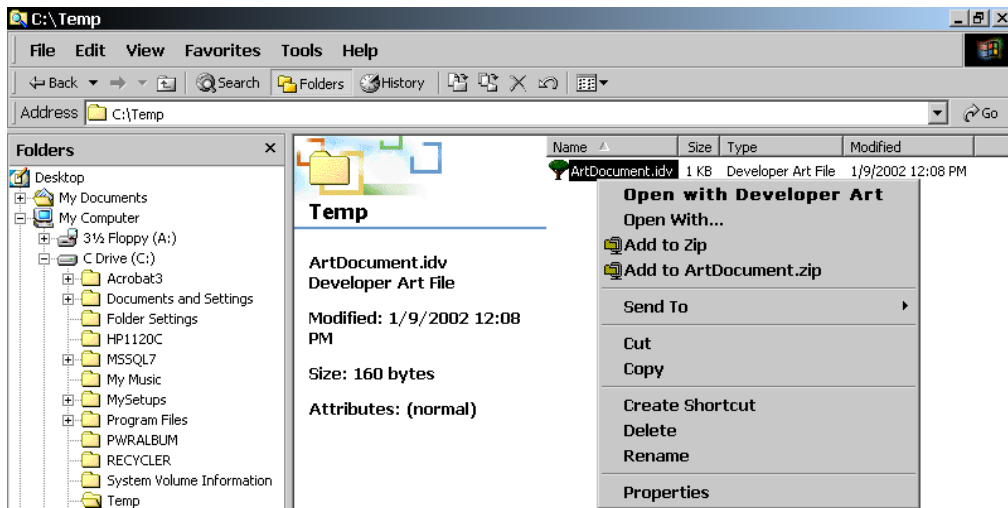 C:\Temp
File Edit View Favorites Tools Help
Back Search Folders History
Address C:\Temp Go
Folders
Desktop
My Documents
My Computer
3½ Floppy (A:)
C Drive (C:)
Acrobat3
Documents and Settings
Folder Settings
HP1120C
MSSQL7
My Music
MySetups
Program Files
PWRALBUM
RECYCLER
System Volume Information
Temp
Temp
ArtDocument.idv
Developer Art File
Modified: 1/9/2002 12:08
PM
Size: 160 bytes
Attributes: (normal)
Name Size Type Modified
ArtDocument.idv 1 KB Developer Art File 1/9/2002 12:08 PM
Open with Developer Art
Open With...
Add to Zip
Add to ArtDocument.zip
Send To
Cut
Copy
Create Shortcut
Delete
Rename
Properties